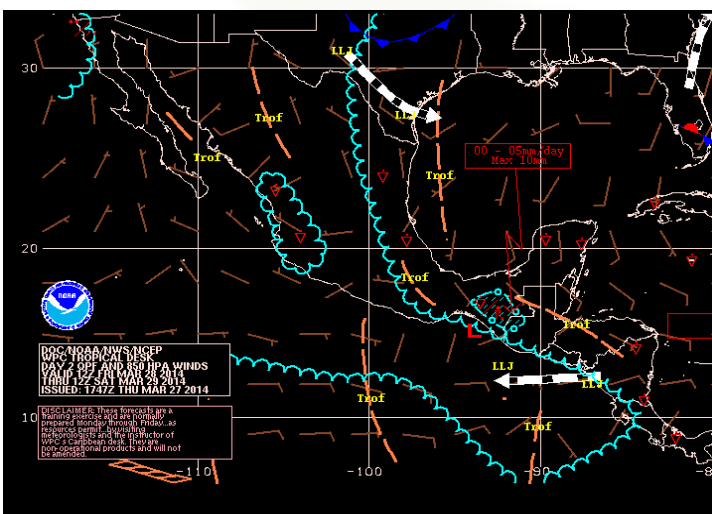 LLJ
30
LLJ
Trof
Trof
00 - 05mm/day
Max 10mm
Trof
20
Trof
NOAA
Trof
L
DOC/NOAA/NWS/NCEP
WPC TROPICAL DESK
DAY 2 QPF AND 850 HPA WINDS
VALID 12Z FRI MAR 28 2014
THRU 12Z SAT MAR 29 2014
ISSUED: 1747Z THU MAR 27 2014
LLJ
LLJ
Trof
DISCLAIMER: These forecasts are a
training exercise and are normally
prepared Monday through Friday..as
resources permit..by visiting
meteorologists and the instructor of
WPC's Caribbean desk. They are
non-operational products and will not
be amended.
10
Trof
-110
-100
-90
-8